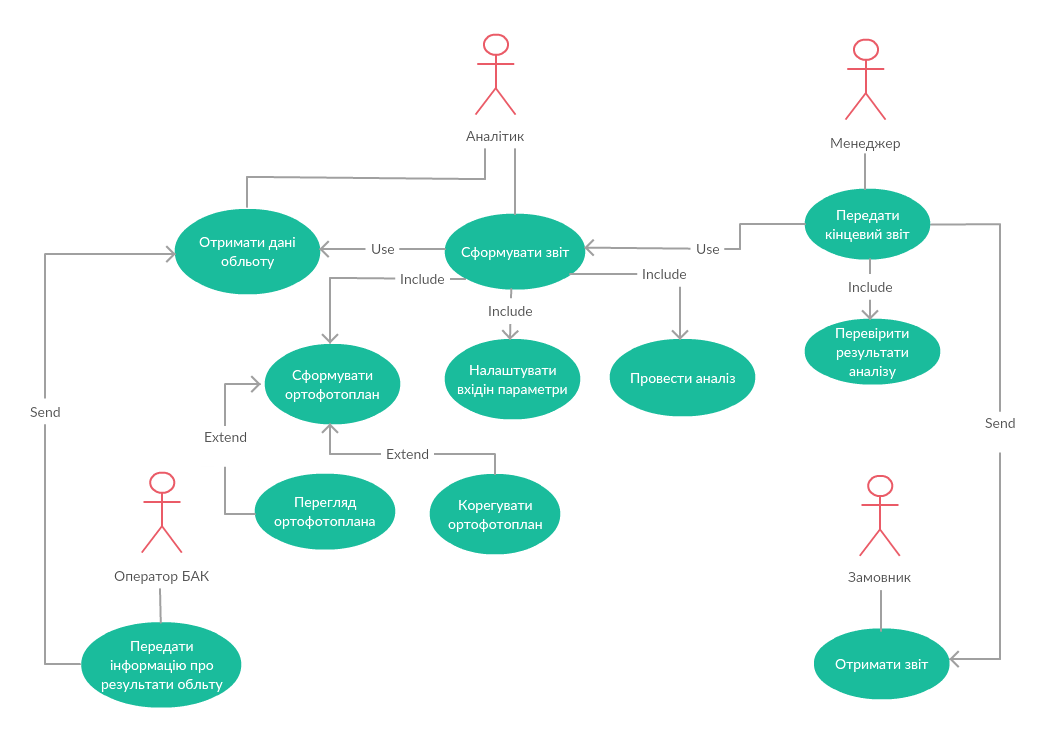 Аналітик
Менеджер
Передати
кінцевий звіт
Отримати дані
обльоту
Use
Сформувати звіт
Use
Include
Include
Include
Include
Перевірити
результати
аналізу
Сформувати
ортофотоплан
Налаштувати
вхідін параметри
Провести аналіз
Send
Extend
Extend
Send
Перегляд
ортофотоплана
Корегувати
ортофотоплан
Оператор БАК
Замовник
Передати
інформацію про
результати обльту
Отримати звіт